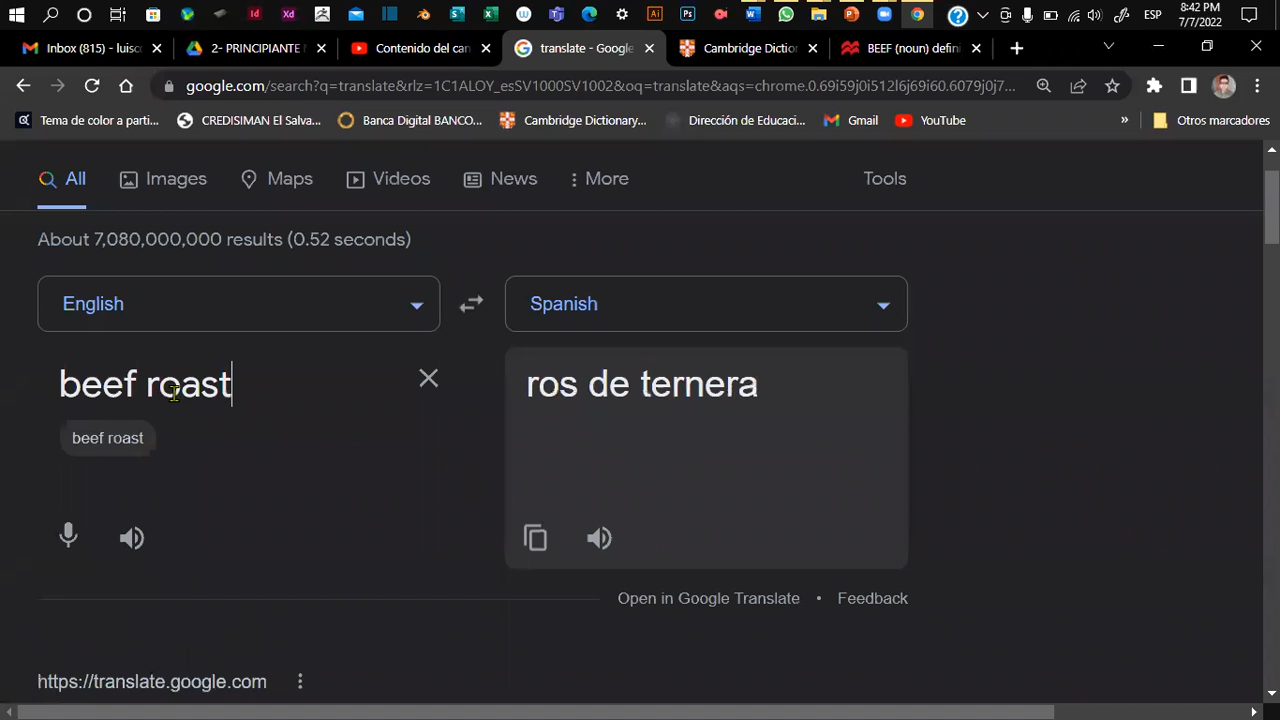 8:42 PM
ESP
7/7/2022
Inbox (815) - luisc
2- PRINCIPIANTE
Contenido del can
translate - Google
Cambridge Diction
BEEF (noun) defini
google.com/search?q=translate&rlz=1C1ALOY_esSV1000SV1002&oq=translate&aqs=chrome.0.69i59j0i512l6j69i60.6079j0j7...
Tema de color a parti...
CREDISIMAN El Salva...
Banca Digital BANCO...
Cambridge Dictionary...
Dirección de Educaci...
Gmail
YouTube
»
Otros marcadores
All
Images
Maps
Videos
News
More
Tools
About 7,080,000,000 results (0.52 seconds)
English
Spanish
beef roast
ros de ternera
beef roast
Open in Google Translate • Feedback
https://translate.google.com